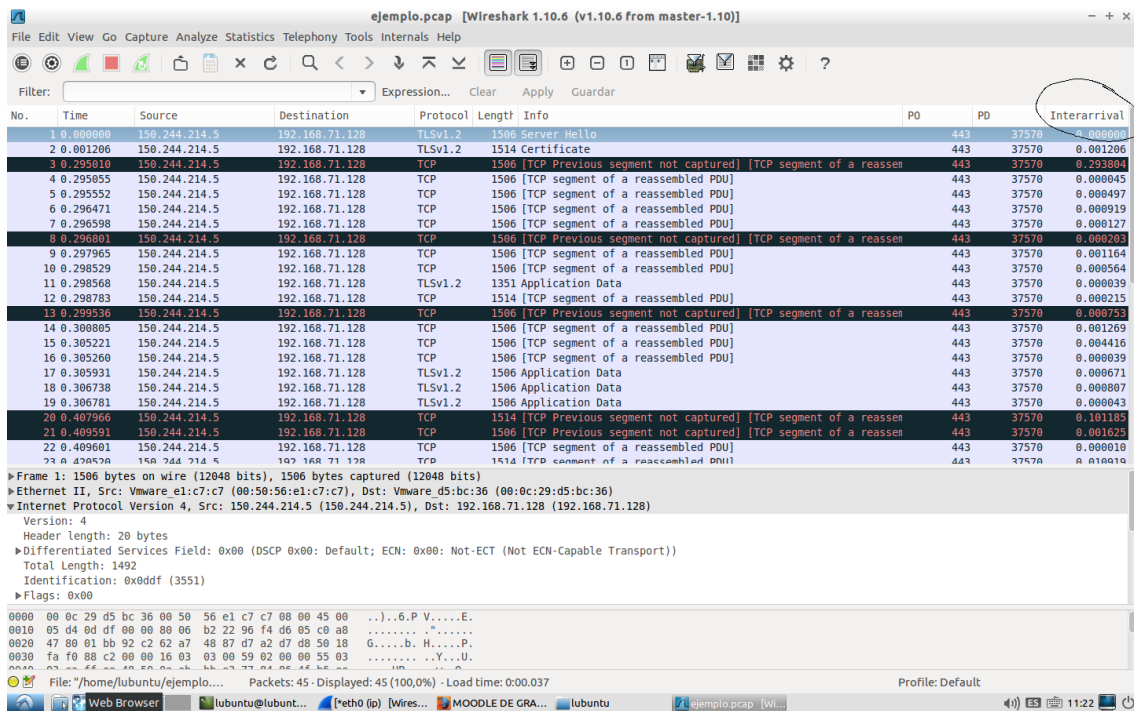 ejemplo.pcap [Wireshark 1.10.6 (v1.10.6 from master-1.10)]
File Edit View Go Capture Analyze Statistics Telephony Tools Internals Help
Filter: Expression... Clear Apply Guardar
No. Time Source Destination Protocol Length Info PO PD Interarrival
1 0.000000 150.244.214.5 192.168.71.128 TLSv1.2 1506 Server Hello 443 37570 0.000000
2 0.001206 150.244.214.5 192.168.71.128 TLSv1.2 1514 Certificate 443 37570 0.001206
3 0.295010 150.244.214.5 192.168.71.128 TCP 1506 [TCP Previous segment not captured] [TCP segment of a reassem 443 37570 0.293804
4 0.295055 150.244.214.5 192.168.71.128 TCP 1506 [TCP segment of a reassembled PDU] 443 37570 0.000045
5 0.295552 150.244.214.5 192.168.71.128 TCP 1506 [TCP segment of a reassembled PDU] 443 37570 0.000497
6 0.296471 150.244.214.5 192.168.71.128 TCP 1506 [TCP segment of a reassembled PDU] 443 37570 0.000919
7 0.296598 150.244.214.5 192.168.71.128 TCP 1506 [TCP segment of a reassembled PDU] 443 37570 0.000127
8 0.296801 150.244.214.5 192.168.71.128 TCP 1506 [TCP Previous segment not captured] [TCP segment of a reassem 443 37570 0.000203
9 0.297965 150.244.214.5 192.168.71.128 TCP 1506 [TCP segment of a reassembled PDU] 443 37570 0.001164
10 0.298529 150.244.214.5 192.168.71.128 TCP 1506 [TCP segment of a reassembled PDU] 443 37570 0.000564
11 0.298568 150.244.214.5 192.168.71.128 TLSv1.2 1351 Application Data 443 37570 0.000039
12 0.298783 150.244.214.5 192.168.71.128 TCP 1514 [TCP segment of a reassembled PDU] 443 37570 0.000215
13 0.299536 150.244.214.5 192.168.71.128 TCP 1506 [TCP Previous segment not captured] [TCP segment of a reassem 443 37570 0.000753
14 0.300805 150.244.214.5 192.168.71.128 TCP 1506 [TCP segment of a reassembled PDU] 443 37570 0.001269
15 0.305221 150.244.214.5 192.168.71.128 TCP 1506 [TCP segment of a reassembled PDU] 443 37570 0.004416
16 0.305260 150.244.214.5 192.168.71.128 TCP 1506 [TCP segment of a reassembled PDU] 443 37570 0.000039
17 0.305931 150.244.214.5 192.168.71.128 TLSv1.2 1506 Application Data 443 37570 0.000671
18 0.306738 150.244.214.5 192.168.71.128 TLSv1.2 1506 Application Data 443 37570 0.000807
19 0.306781 150.244.214.5 192.168.71.128 TLSv1.2 1506 Application Data 443 37570 0.000043
20 0.407966 150.244.214.5 192.168.71.128 TCP 1514 [TCP Previous segment not captured] [TCP segment of a reassem 443 37570 0.101185
21 0.409591 150.244.214.5 192.168.71.128 TCP 1506 [TCP Previous segment not captured] [TCP segment of a reassem 443 37570 0.001625
22 0.409601 150.244.214.5 192.168.71.128 TCP 1506 [TCP segment of a reassembled PDU] 443 37570 0.000010
23 0.420520 150.244.214.5 192.168.71.128 TCP 1514 [TCP segment of a reassembled PDU] 443 37570 0.010919
Frame 1: 1506 bytes on wire (12048 bits), 1506 bytes captured (12048 bits)
Ethernet II, Src: Vmware_e1:c7:c7 (00:50:56:e1:c7:c7), Dst: Vmware_d5:bc:36 (00:0c:29:d5:bc:36)
Internet Protocol Version 4, Src: 150.244.214.5 (150.244.214.5), Dst: 192.168.71.128 (192.168.71.128)
Version: 4
Header length: 20 bytes
Differentiated Services Field: 0x00 (DSCP 0x00: Default; ECN: 0x00: Not-ECT (Not ECN-Capable Transport))
Total Length: 1492
Identification: 0x0ddf (3551)
Flags: 0x00
0000 00 0c 29 d5 bc 36 00 50 56 e1 c7 c7 08 00 45 00 ..)..6.P V.....E.
0010 05 d4 0d df 00 00 80 06 b2 22 96 f4 d6 05 c0 a8 ........ ."......
0020 47 80 01 bb 92 c2 62 a7 48 87 d7 a2 d7 d8 50 18 G.....b. H.....P.
0030 fa f0 88 c2 00 00 16 03 03 00 59 02 00 00 55 03 ........ ..Y...U.
File: "/home/lubuntu/ejemplo.... Packets: 45 · Displayed: 45 (100,0%) · Load time: 0:00.037 Profile: Default
Web Browser lubuntu@lubunt... [*eth0 (ip) [Wires... MOODLE DE GRA... lubuntu ejemplo.pcap [Wi... ES 11:22